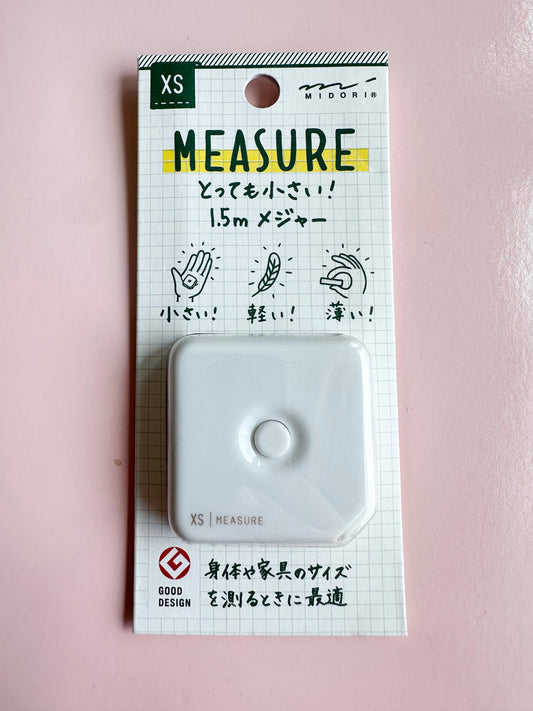 XS
MIDORI®
MEASURE
とっても小さい!
1.5m メジャー
小さい! 軽い! 薄い!
XS | MEASURE
GOOD
DESIGN
身体や家具のサイズ
を測るときに最適